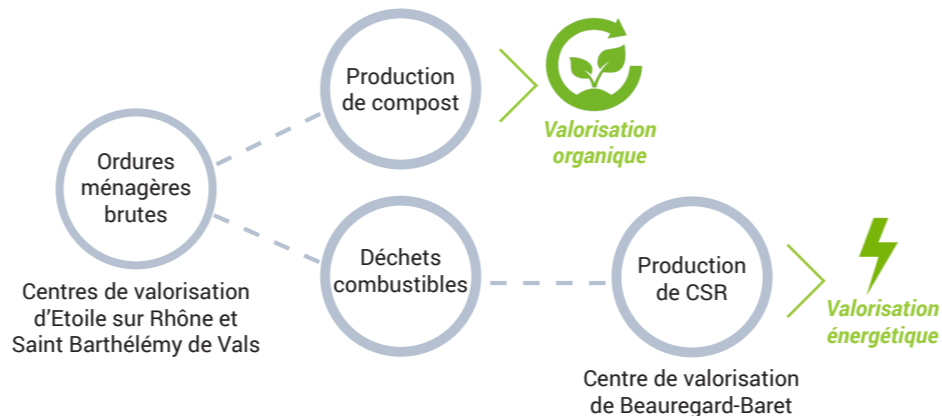 Ordures
ménagères
brutes
Centres de valorisation
d'Etoile sur Rhône et
Saint Barthélémy de Vals
Production
de compost
Valorisation
organique
Déchets
combustibles
Production
de CSR
Centre de valorisation
de Beauregard-Baret
Valorisation
énergétique